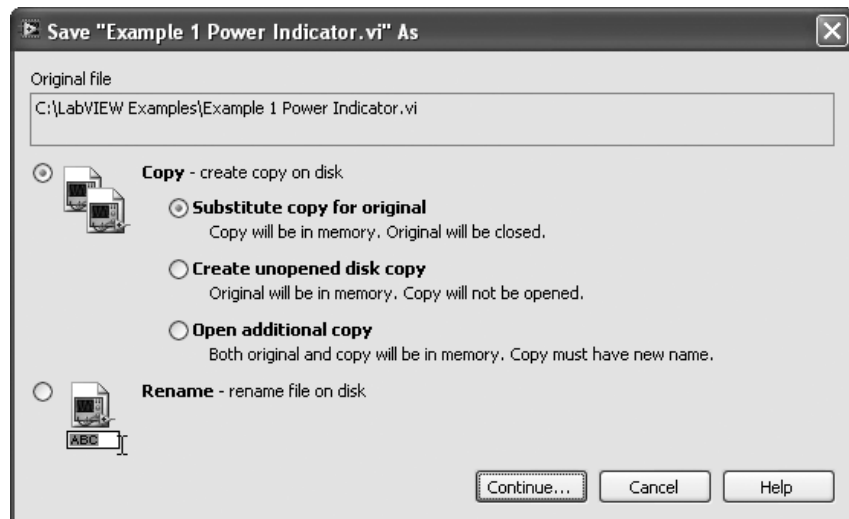 Save "Example 1 Power Indicator.vi" As
Original file
C:\LabVIEW Examples\Example 1 Power Indicator.vi
Copy - create copy on disk
Substitute copy for original
Copy will be in memory. Original will be closed.
Create unopened disk copy
Original will be in memory. Copy will not be opened.
Open additional copy
Both original and copy will be in memory. Copy must have new name.
Rename - rename file on disk
ABC
Continue...
Cancel
Help